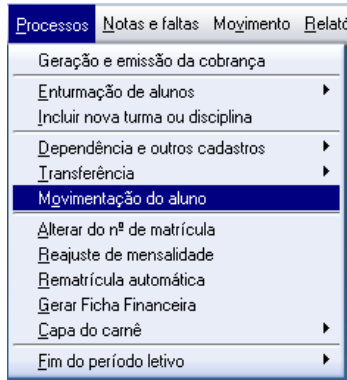 Processos Notas e faltas Movimento Relató
Geração e emissão da cobrança
Enturmação de alunos
Incluir nova turma ou disciplina
Dependência e outros cadastros
Transferência
Movimentação do aluno
Alterar do nº de matrícula
Reajuste de mensalidade
Rematrícula automática
Gerar Ficha Financeira
Capa do carnê
Fim do período letivo